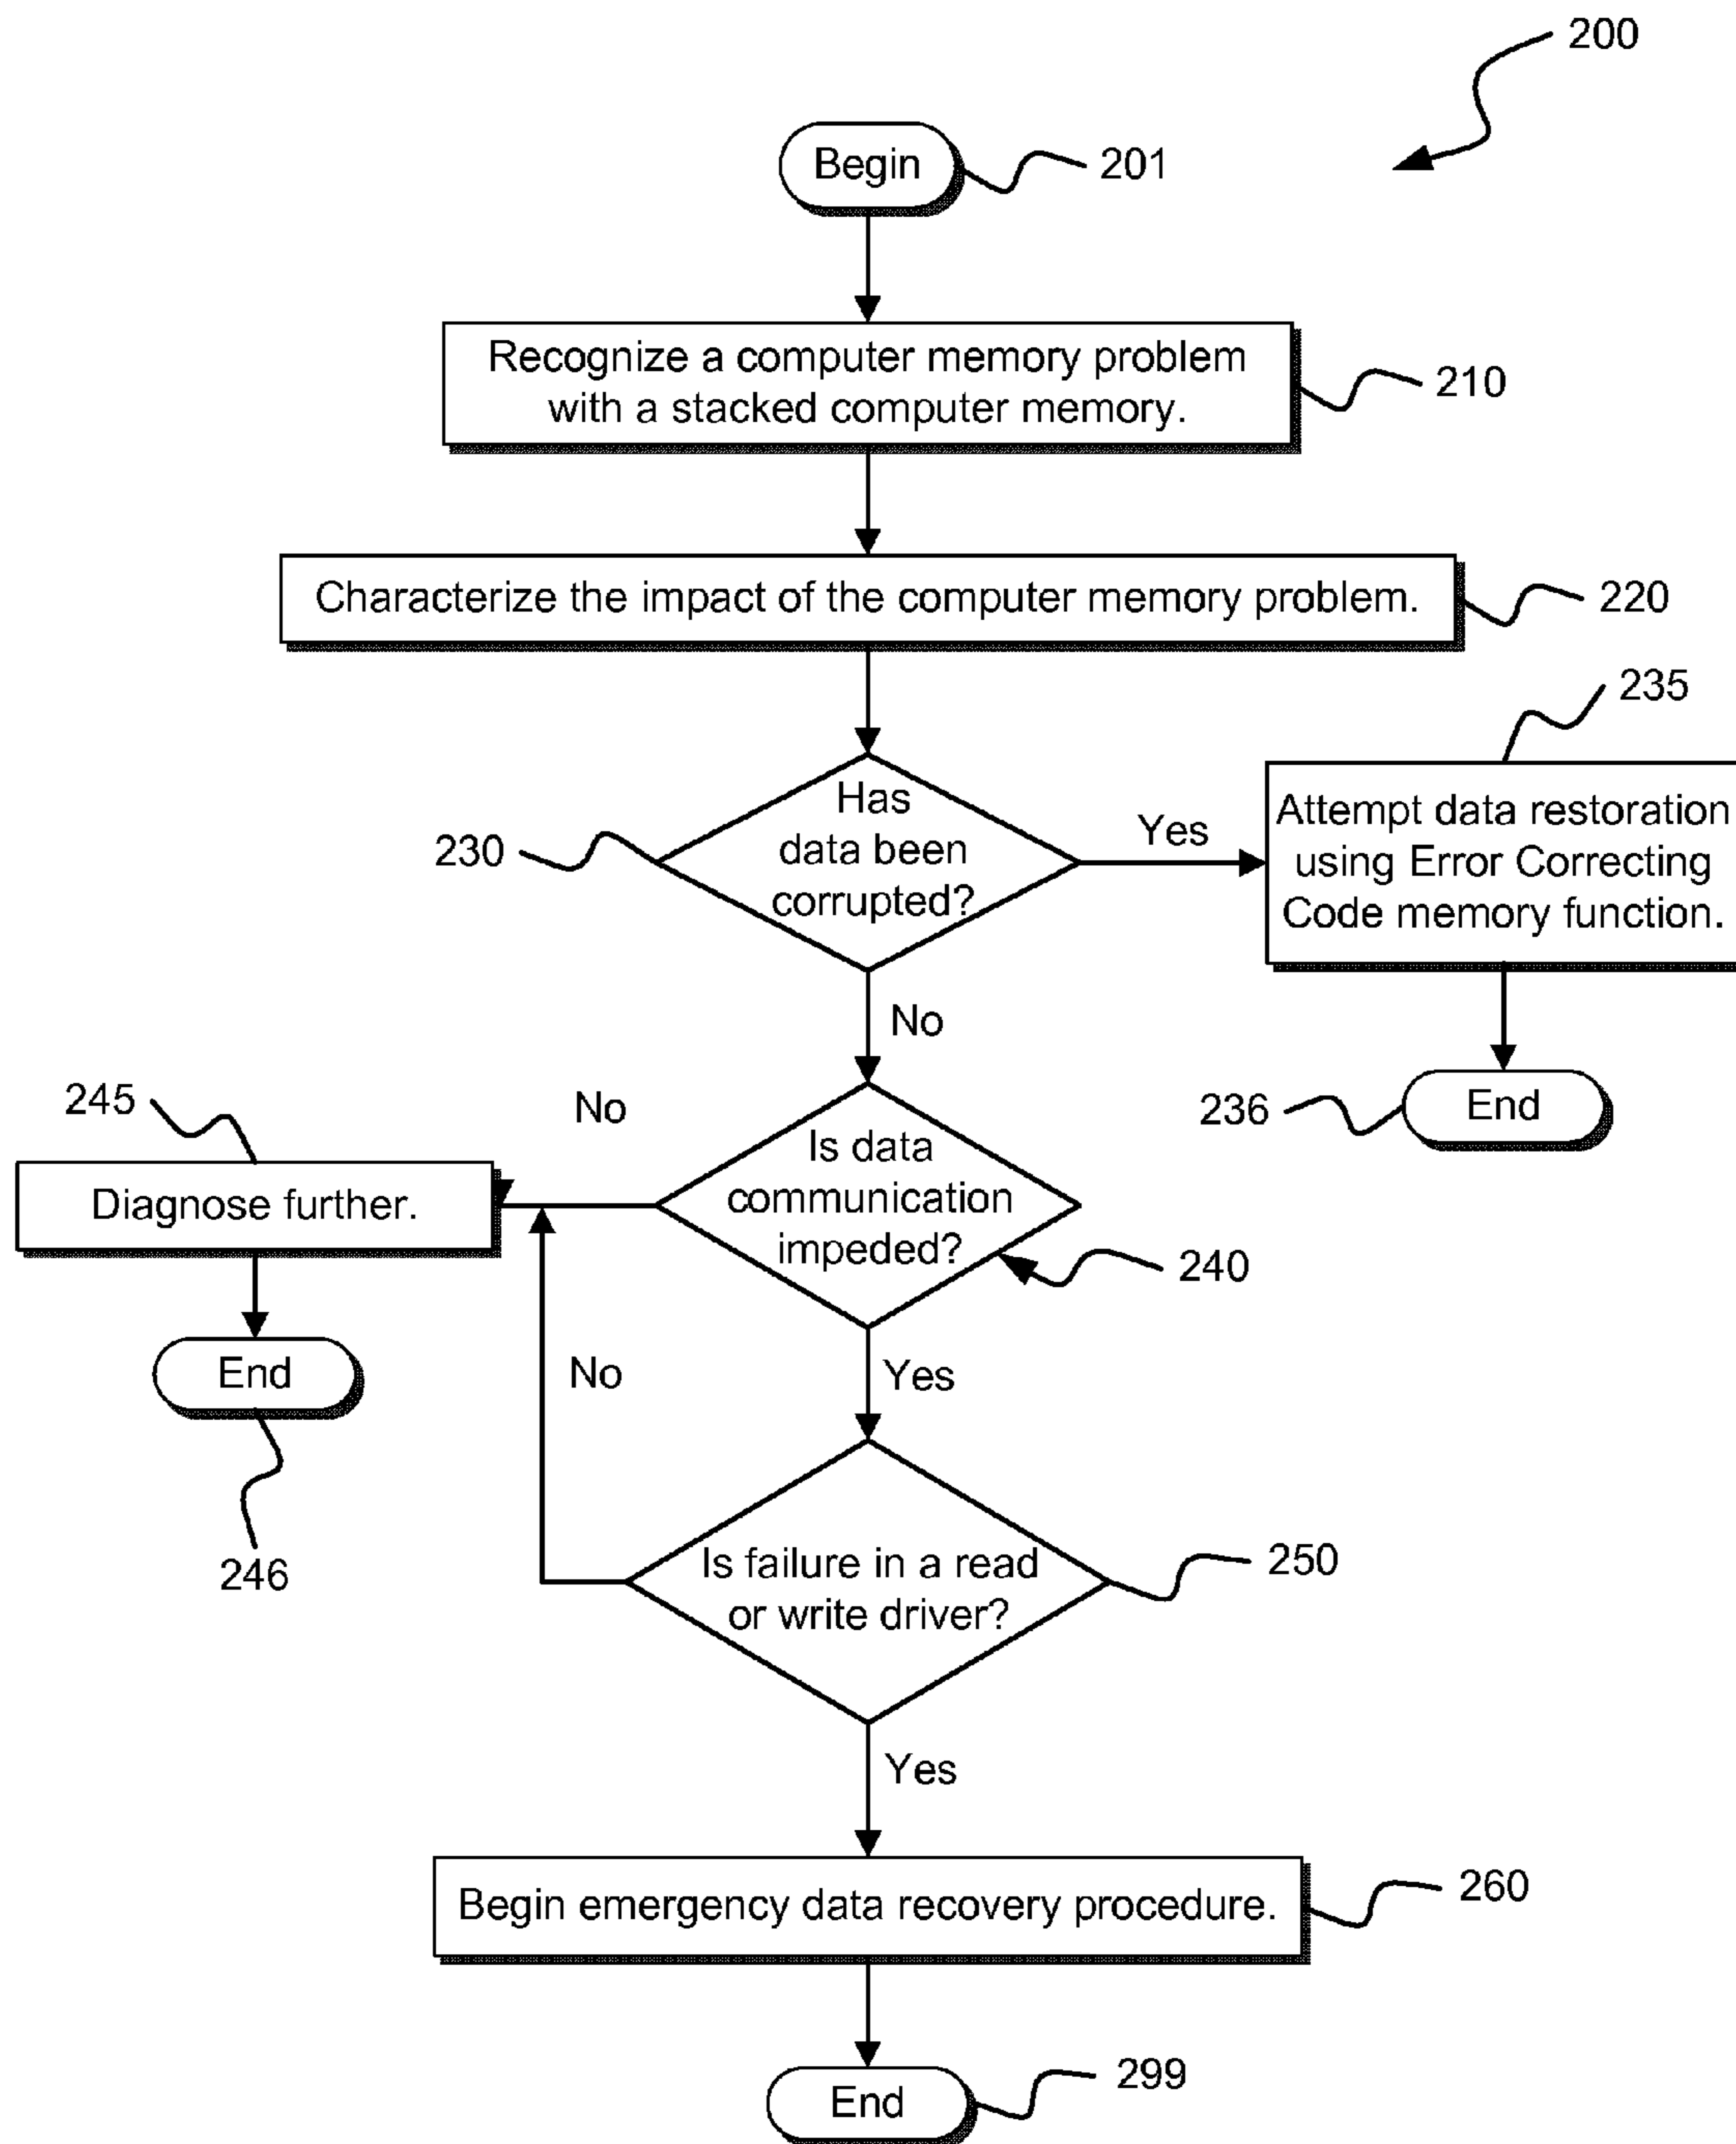 200
Begin
201
Recognize a computer memory problem
with a stacked computer memory.
210
Characterize the impact of the computer memory problem.
220
235
Has
data been
corrupted?
230
Yes
Attempt data restoration
using Error Correcting
Code memory function.
No
236
End
245
No
Is data
communication
impeded?
Diagnose further.
240
End
No
Yes
246
Is failure in a read
or write driver?
250
Yes
Begin emergency data recovery procedure.
260
End
299